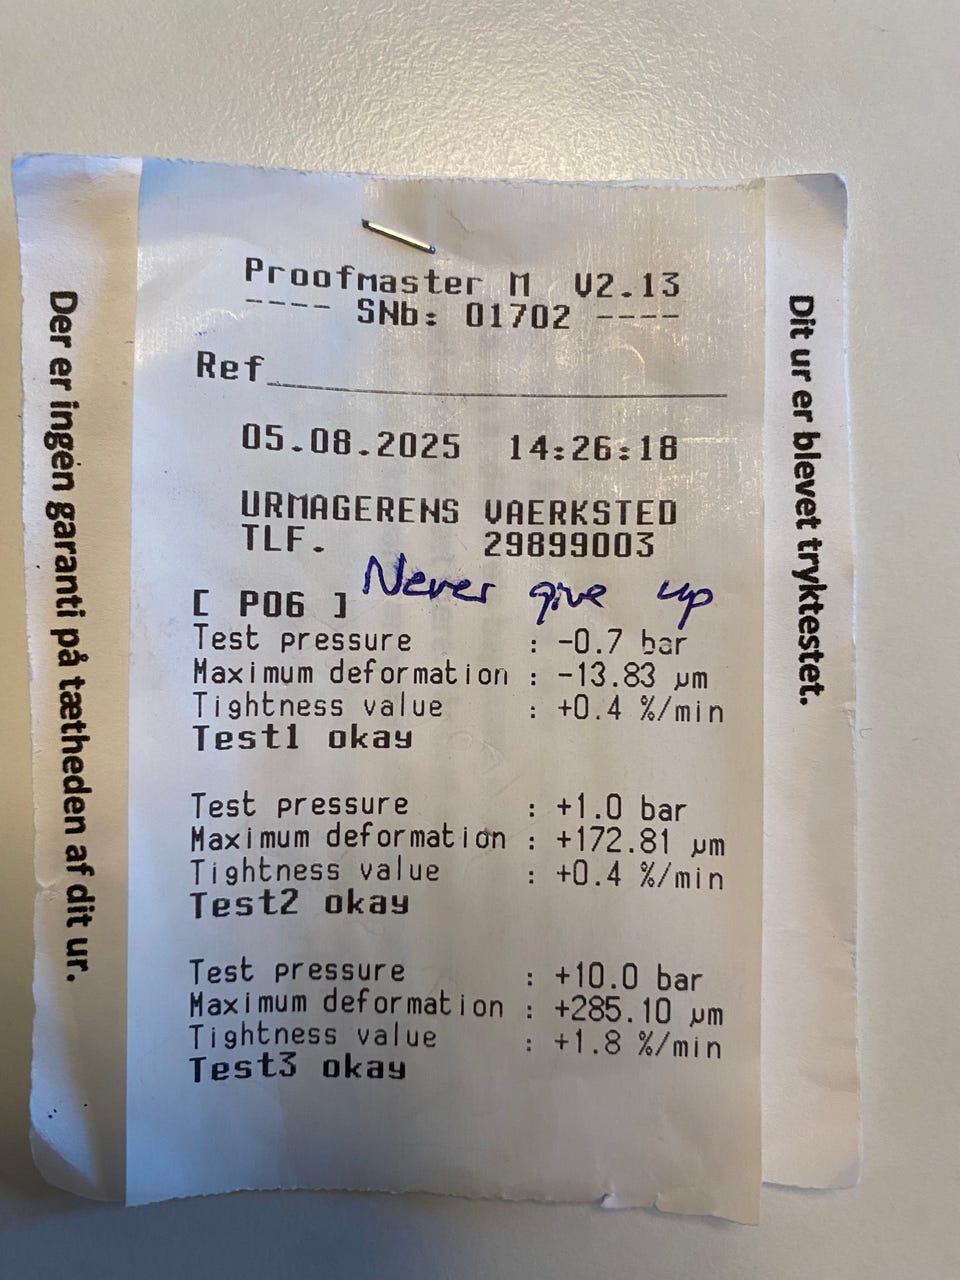 Proofmaster M V2.13
---- SNb: 01702 ----
Ref
05.08.2025 14:26:18
URMAGERENS VAERKSTED
TLF. 29899003
Never give up
[ P06 ]
Test pressure : -0.7 bar
Maximum deformation : -13.83 µm
Tightness value : +0.4 %/min
Test1 okay
Test pressure : +1.0 bar
Maximum deformation : +172.81 µm
Tightness value : +0.4 %/min
Test2 okay
Test pressure : +10.0 bar
Maximum deformation : +285.10 µm
Tightness value : +1.8 %/min
Test3 okay
Dit ur er blevet tryktestet.
Der er ingen garanti på tætheden af dit ur.